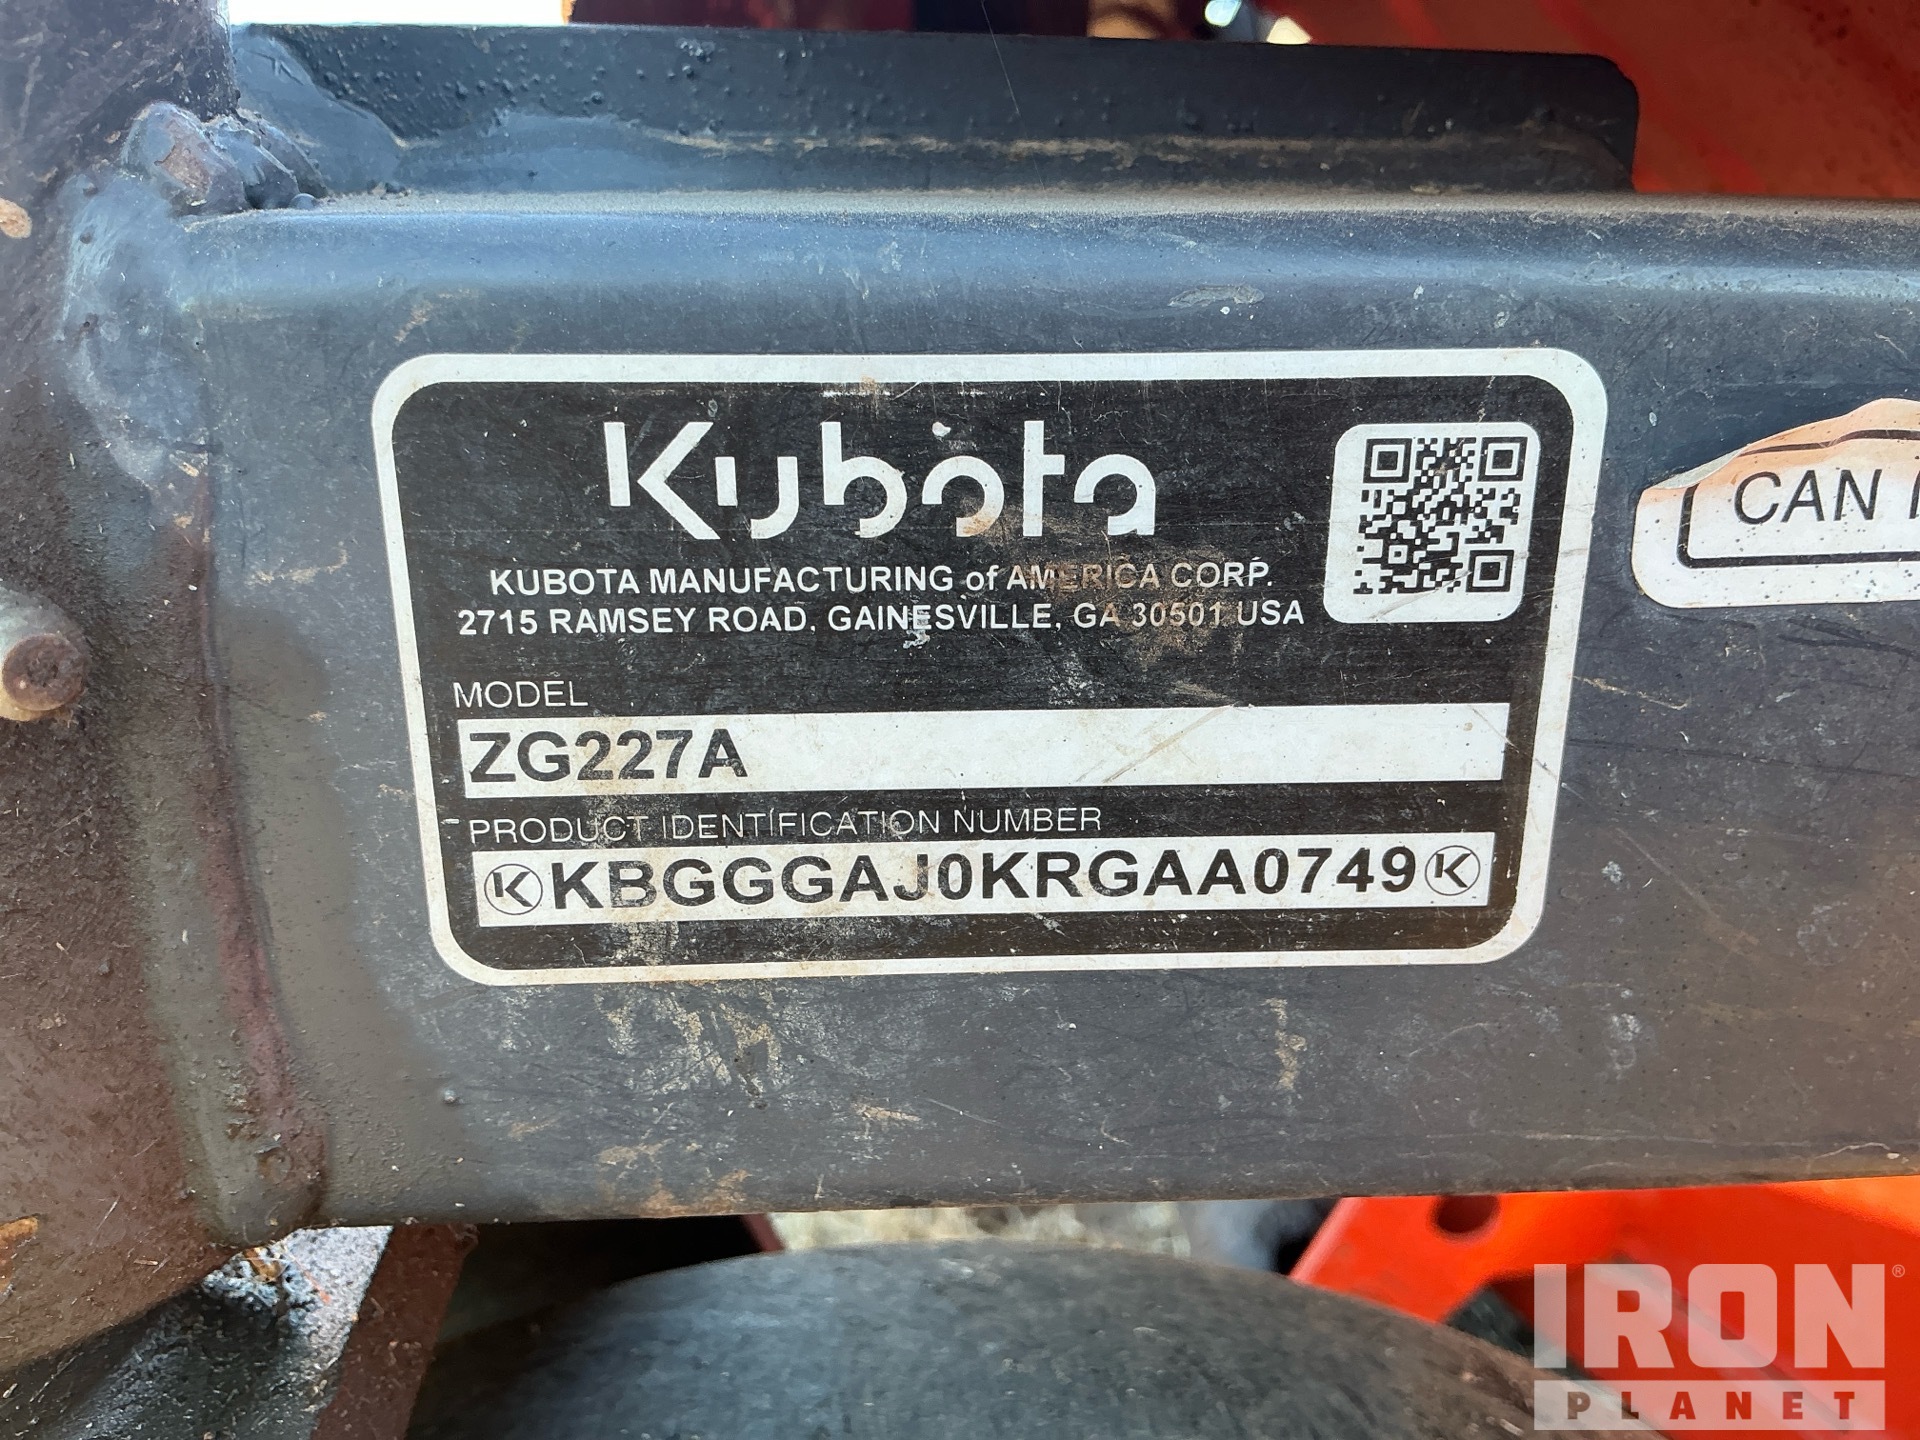 Kubota
KUBOTA MANUFACTURING of AMERICA CORP.
2715 RAMSEY ROAD, GAINESVILLE, GA 30501 USA
MODEL
ZG227A
PRODUCT IDENTIFICATION NUMBER
K KBGGGAJ0KRGAA0749 K
CAN
IRON
PLANET